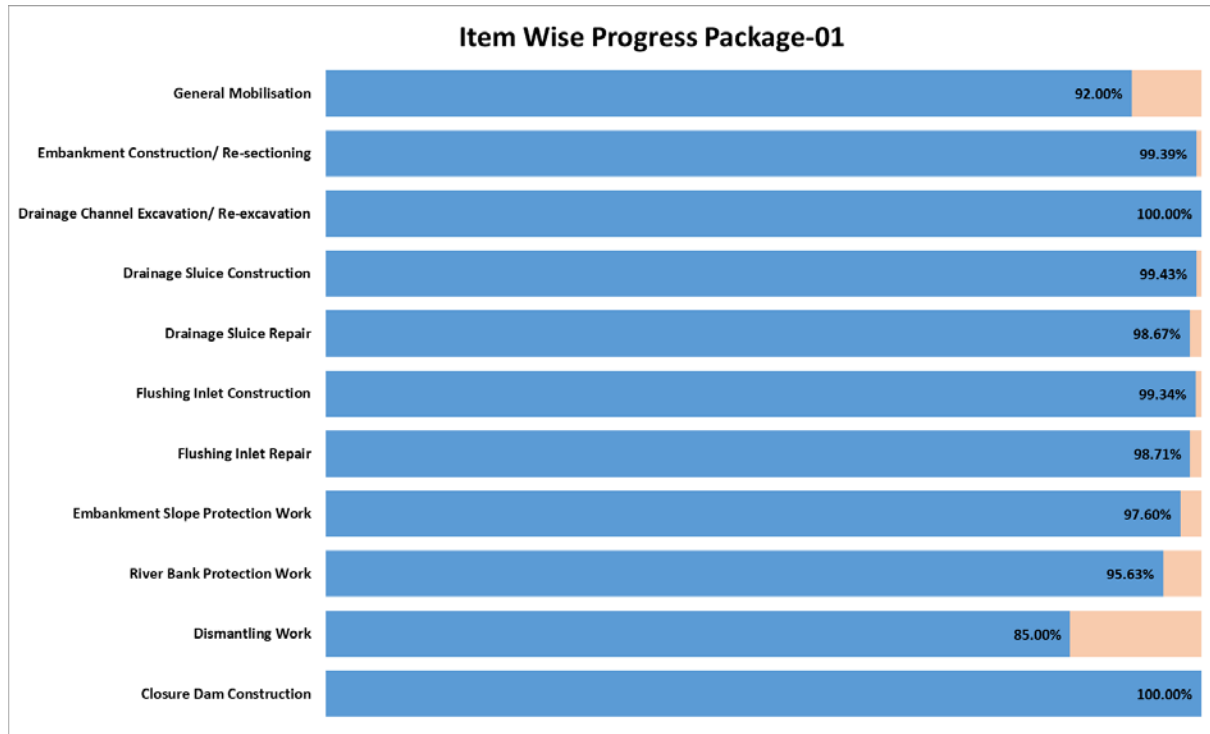 Item Wise Progress Package-01
General Mobilisation 92.00%
Embankment Construction/ Re-sectioning 99.39%
Drainage Channel Excavation/ Re-excavation 100.00%
Drainage Sluice Construction 99.43%
Drainage Sluice Repair 98.67%
Flushing Inlet Construction 99.34%
Flushing Inlet Repair 98.71%
Embankment Slope Protection Work 97.60%
River Bank Protection Work 95.63%
Dismantling Work 85.00%
Closure Dam Construction 100.00%